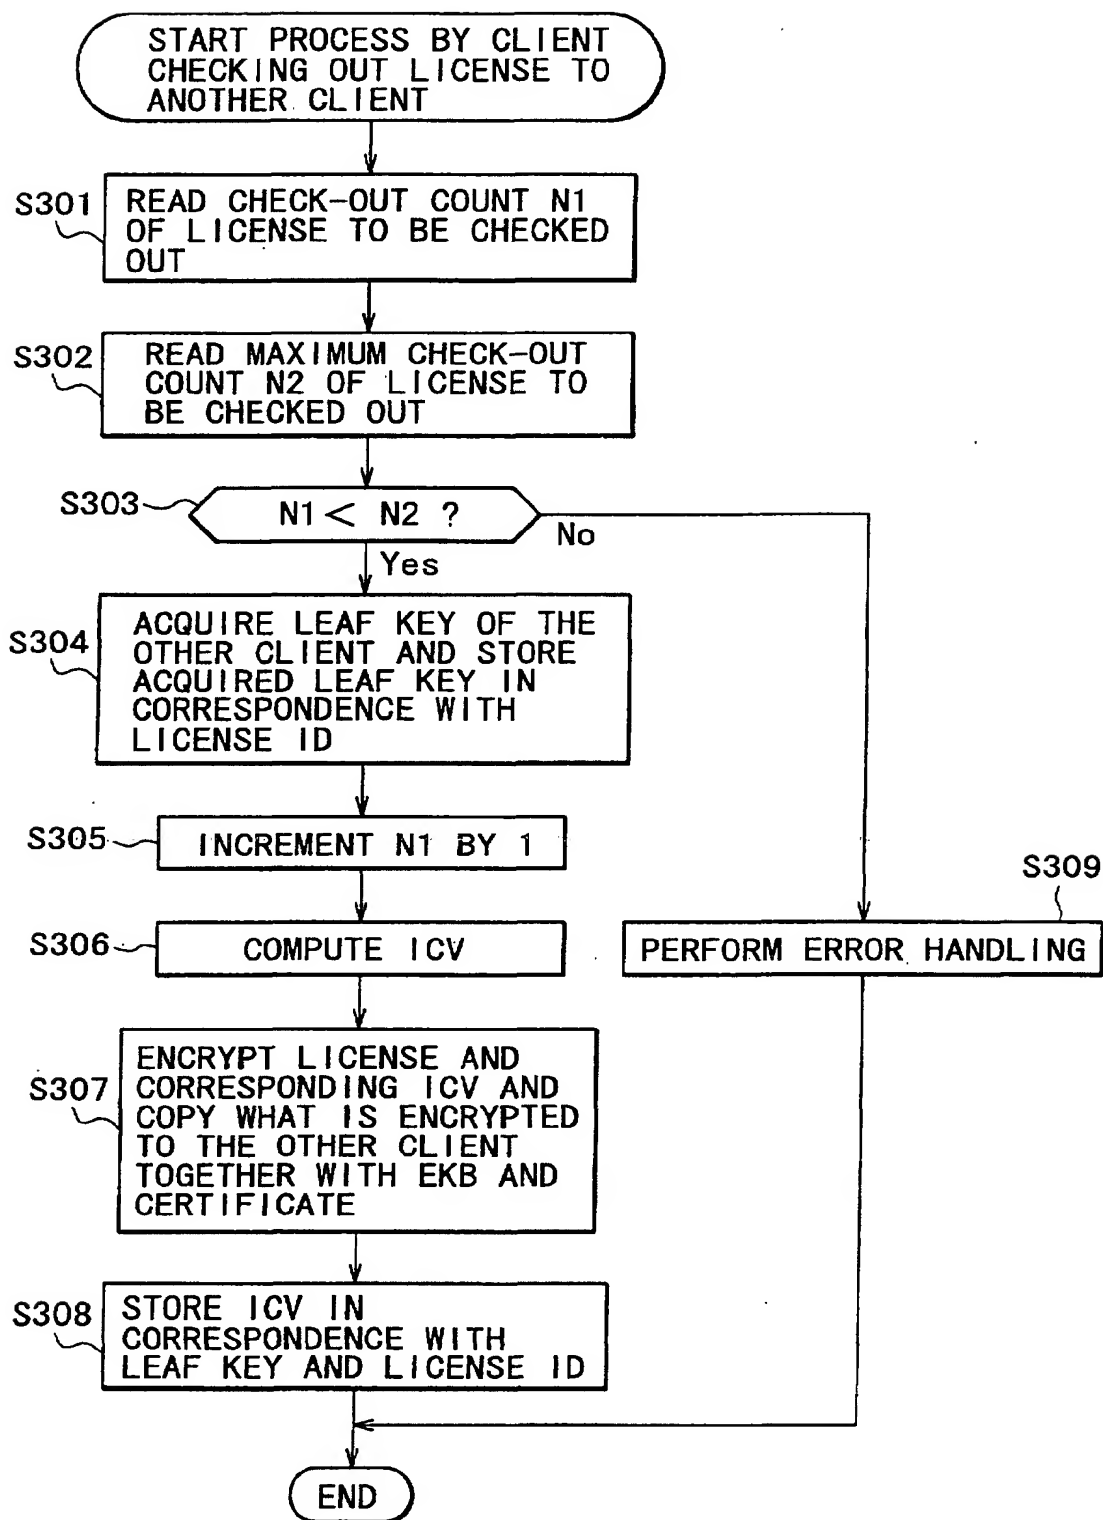 START PROCESS BY CLIENT
CHECKING OUT LICENSE TO
ANOTHER CLIENT
S301
READ CHECK-OUT COUNT N1
OF LICENSE TO BE CHECKED
OUT
S302
READ MAXIMUM CHECK-OUT
COUNT N2 OF LICENSE TO
BE CHECKED OUT
S303
N1 < N2 ?
No
Yes
S304
ACQUIRE LEAF KEY OF THE
OTHER CLIENT AND STORE
ACQUIRED LEAF KEY IN
CORRESPONDENCE WITH
LICENSE ID
S305
INCREMENT N1 BY 1
S306
COMPUTE ICV
S309
PERFORM ERROR HANDLING
S307
ENCRYPT LICENSE AND
CORRESPONDING ICV AND
COPY WHAT IS ENCRYPTED
TO THE OTHER CLIENT
TOGETHER WITH EKB AND
CERTIFICATE
S308
STORE ICV IN
CORRESPONDENCE WITH
LEAF KEY AND LICENSE ID
END